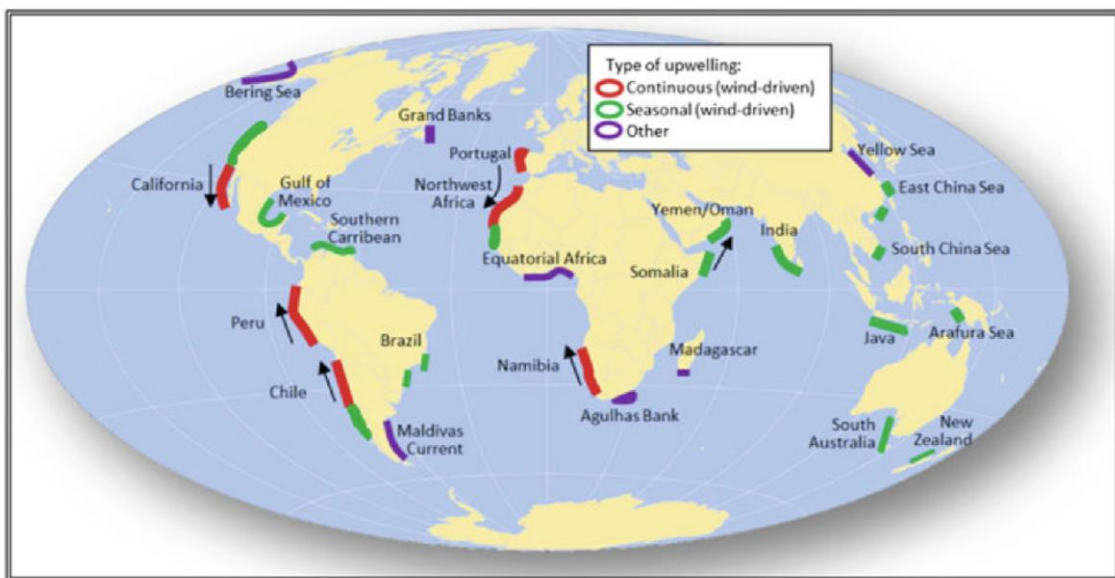 Type of upwelling:
Continuous (wind-driven)
Seasonal (wind-driven)
Other
Bering Sea
Grand Banks
Portugal
Yellow Sea
California
Gulf of
Mexico
Northwest
Africa
East China Sea
Southern
Carribean
Yemen/Oman
India
South China Sea
Equatorial Africa
Somalia
Peru
Brazil
Java
Arafura Sea
Namibia
Madagascar
Chile
Agulhas Bank
Maldivas
Current
South
Australia
New
Zealand